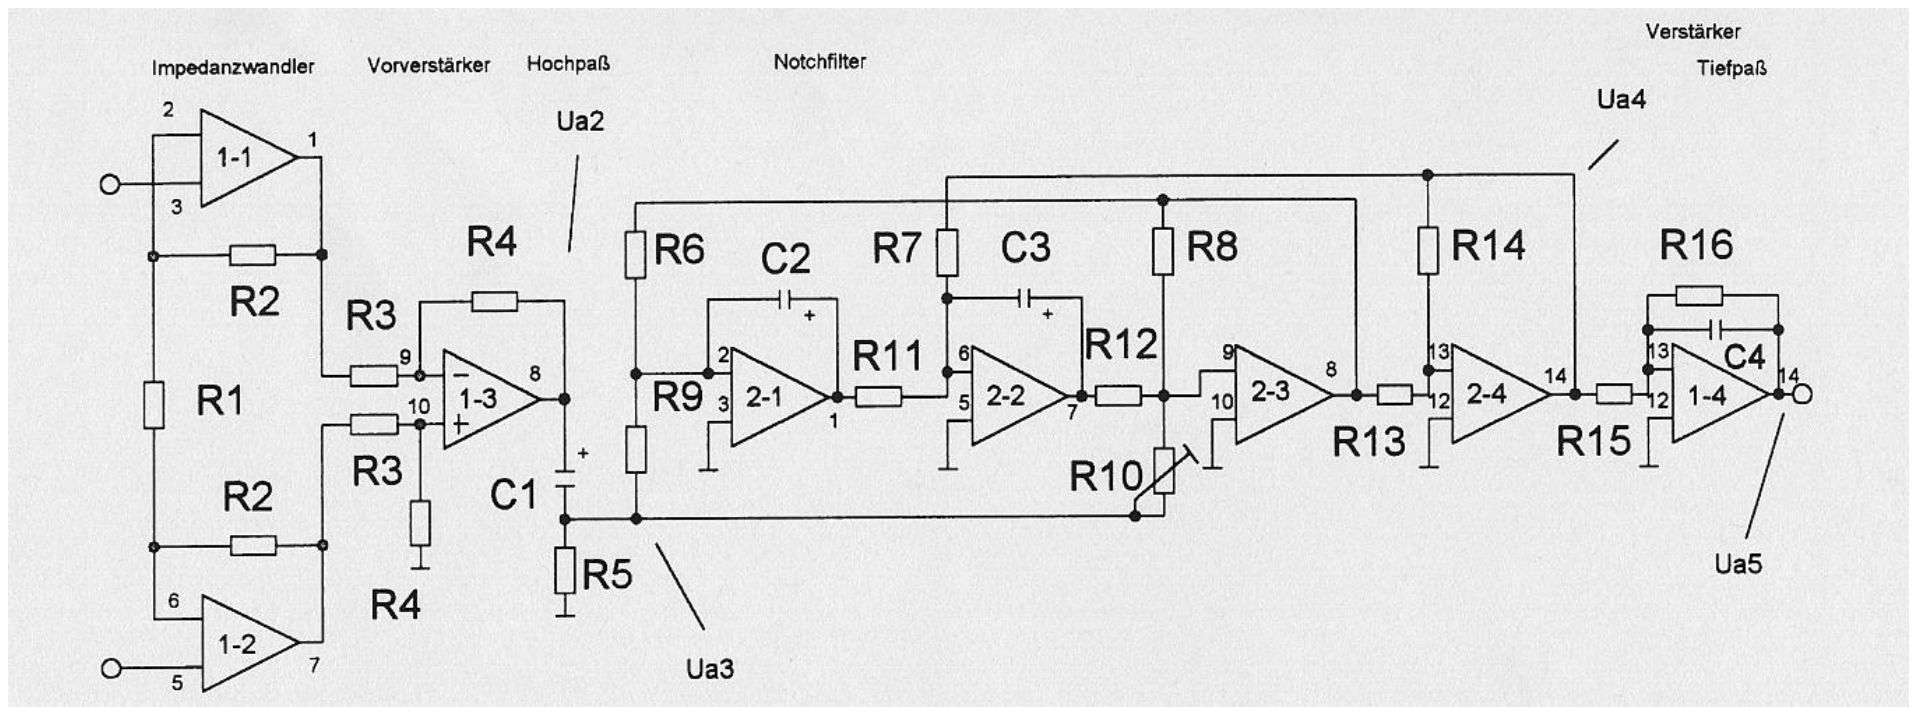 Verstärker
Impedanzwandler
Vorverstärker
Hochpaß
Notchfilter
Tiefpaß
Ua2
Ua4
2
1-1
1
3
R2
R3
R4
9
1-3
8
−
10
+
R3
R1
R4
R2
6
1-2
5
7
C1
+
R5
Ua3
R6
C2
+
R9
2
3
2-1
1
R11
R7
C3
+
6
5
2-2
7
R12
R8
R10
9
10
2-3
8
R13
R14
13
12
2-4
14
R15
R16
C4
13
12
1-4
14
Ua5